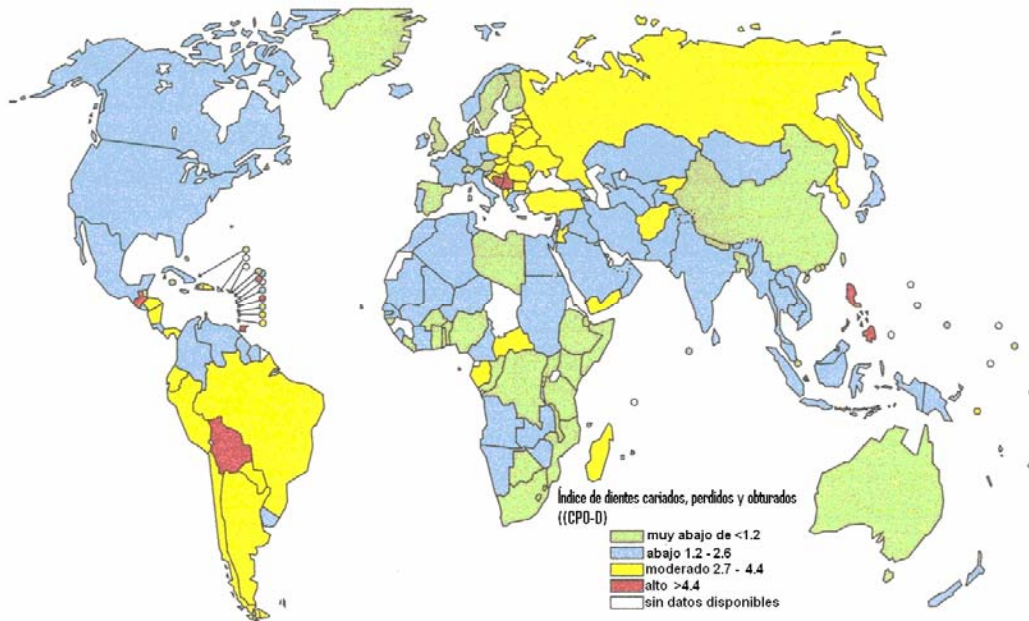 Índice de dientes cariados, perdidos y obturados
((CPO-D)
muy abajo de <1.2
abajo 1.2 - 2.6
moderado 2.7 - 4.4
alto >4.4
sin datos disponibles